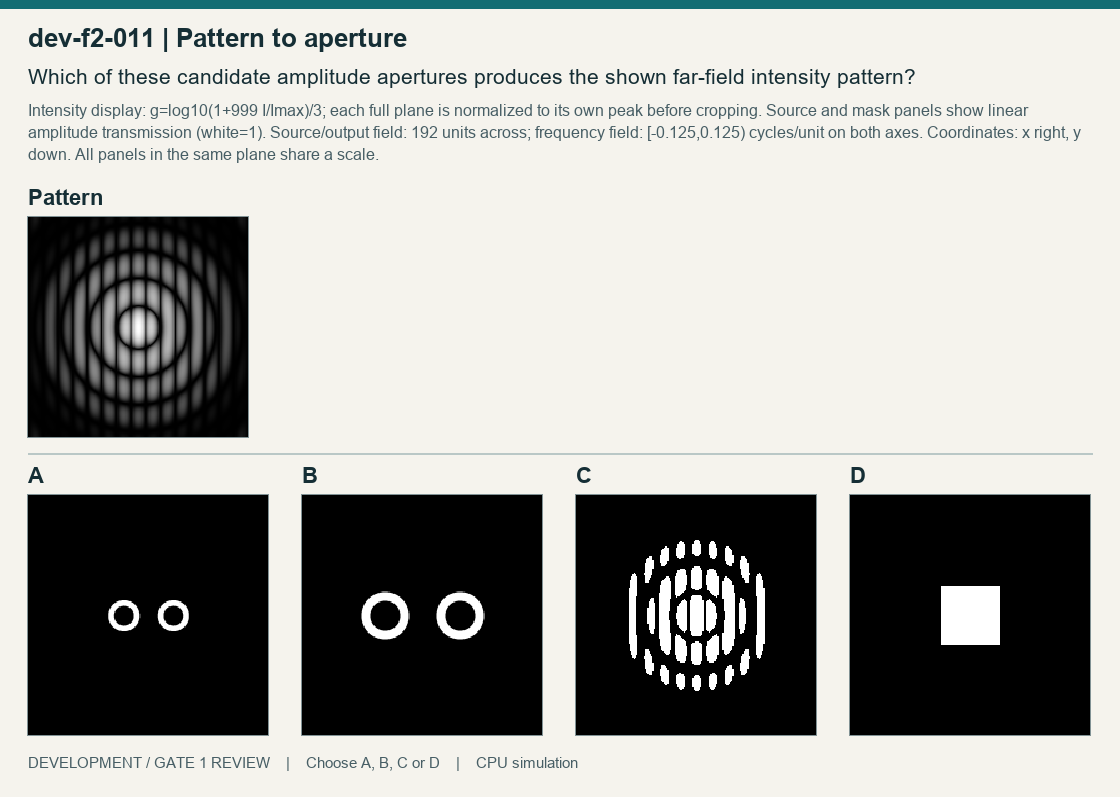 dev-f2-011 | Pattern to aperture
Which of these candidate amplitude apertures produces the shown far-field intensity pattern?
Intensity display: g=log10(1+999 I/Imax)/3; each full plane is normalized to its own peak before cropping. Source and mask panels show linear
amplitude transmission (white=1). Source/output field: 192 units across; frequency field: [-0.125,0.125) cycles/unit on both axes. Coordinates: x right, y
down. All panels in the same plane share a scale.
Pattern
A B C D
DEVELOPMENT / GATE 1 REVIEW | Choose A, B, C or D | CPU simulation